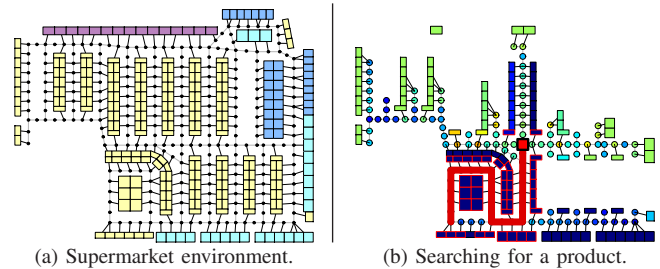 (a) Supermarket environment.
(b) Searching for a product.